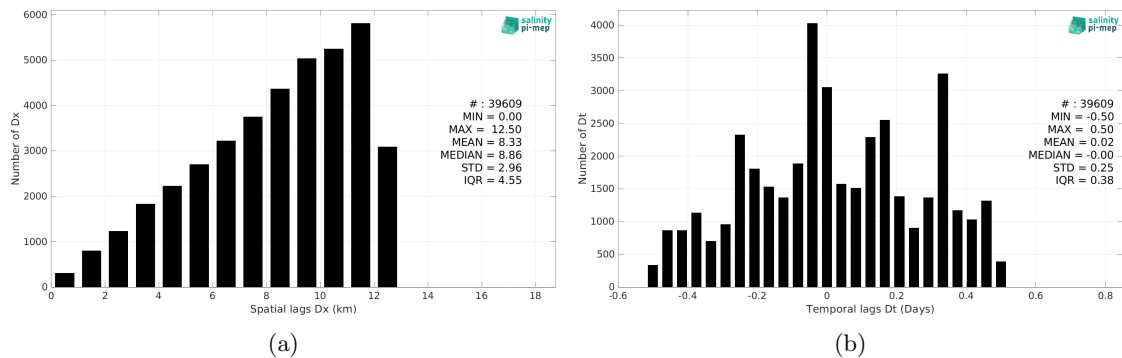 salinity
pi-mep
6000
5000
4000
3000
2000
1000
0
Number of Dx
# : 39609
MIN = 0.00
MAX = 12.50
MEAN = 8.33
MEDIAN = 8.86
STD = 2.96
IQR = 4.55
0 2 4 6 8 10 12 14 16 18
Spatial lags Dx (km)
(a)
salinity
pi-mep
4000
3500
3000
2500
2000
1500
1000
500
0
Number of Dt
# : 39609
MIN = -0.50
MAX = 0.50
MEAN = 0.02
MEDIAN = -0.00
STD = 0.25
IQR = 0.38
-0.6 -0.4 -0.2 0 0.2 0.4 0.6 0.8
Temporal lags Dt (Days)
(b)